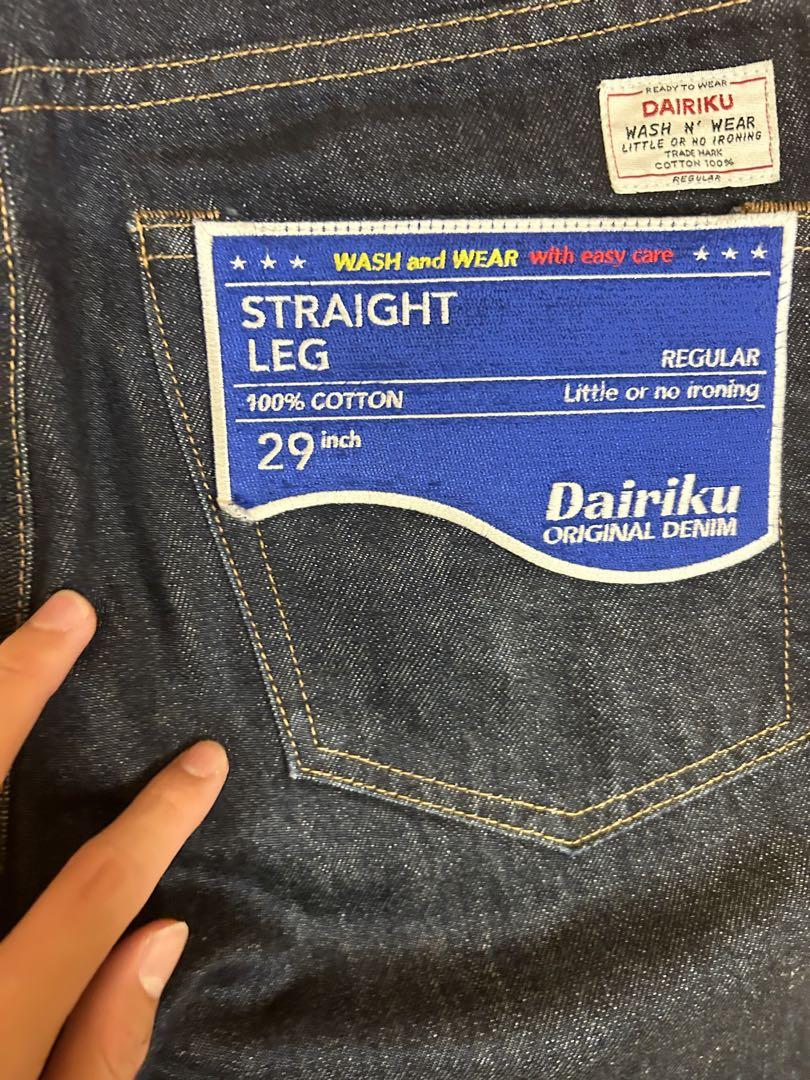 READY TO WEAR
DAIRIKU
WASH N' WEAR
LITTLE OR NO IRONING
TRADE MARK
COTTON 100%
REGULAR
★ ★ ★ WASH and WEAR with easy care ★ ★ ★
STRAIGHT
LEG
REGULAR
100% COTTON
Little or no ironing
29 inch
Dairiku
ORIGINAL DENIM